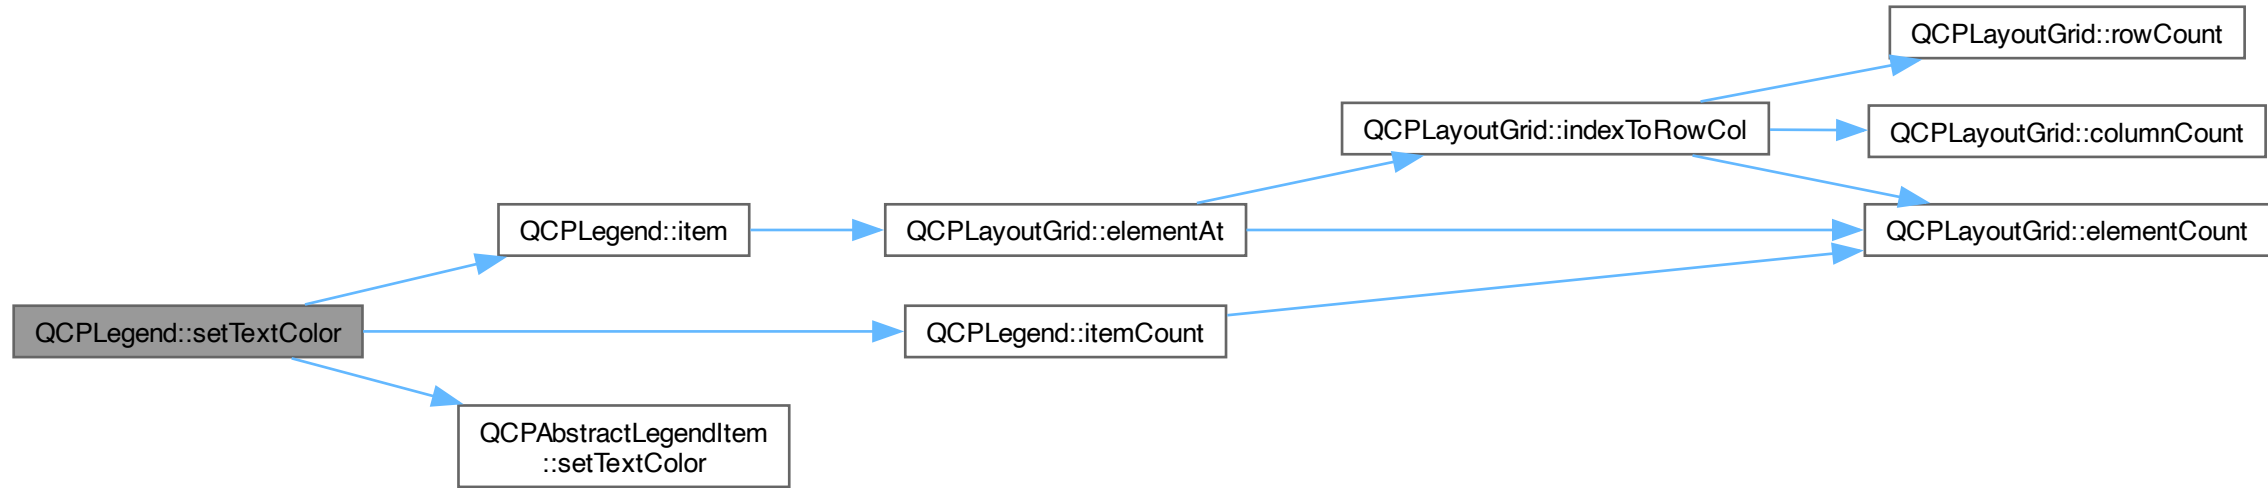 QCPLayoutGrid::rowCount
QCPLayoutGrid::indexToRowCol
QCPLayoutGrid::columnCount
QCPLegend::item
QCPLayoutGrid::elementAt
QCPLayoutGrid::elementCount
QCPLegend::setTextColor
QCPLegend::itemCount
QCPAbstractLegendItem
::setTextColor